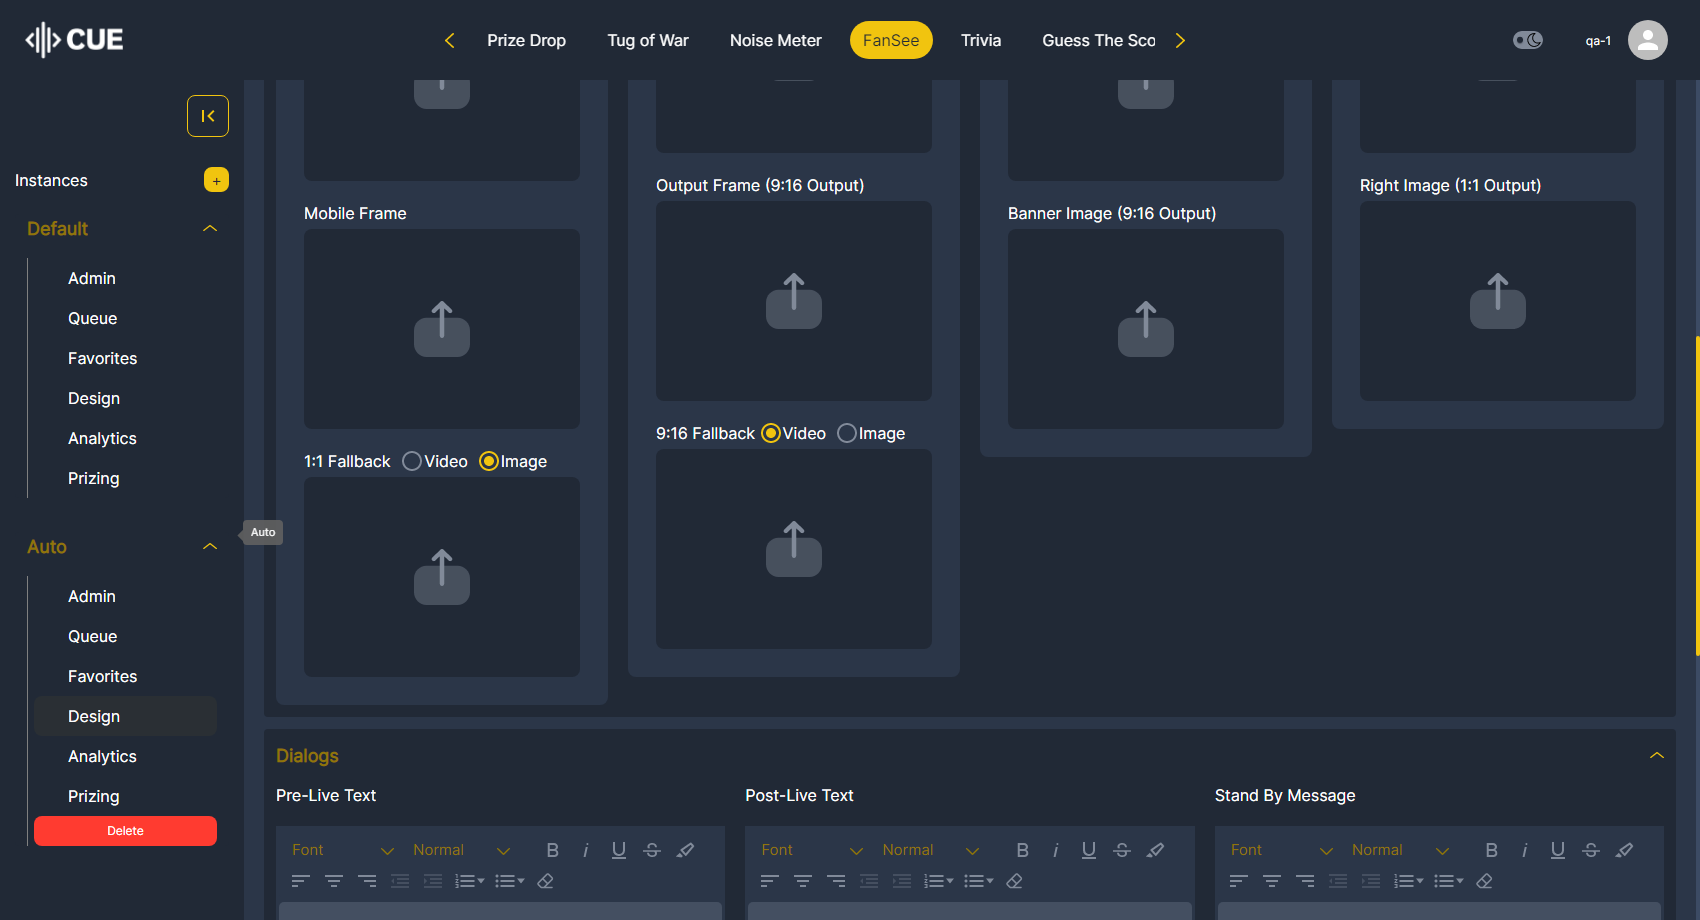 CUE
Prize Drop
Tug of War
Noise Meter
FanSee
Trivia
Guess The Sco
qa-1
Instances
+
Default
Admin
Queue
Favorites
Design
Analytics
Prizing
Auto
Auto
Admin
Queue
Favorites
Design
Analytics
Prizing
Delete
Mobile Frame
1:1 Fallback Video Image
Output Frame (9:16 Output)
9:16 Fallback Video Image
Banner Image (9:16 Output)
Right Image (1:1 Output)
Dialogs
Pre-Live Text
Font Normal B i U S
Post-Live Text
Font Normal B i U S
Stand By Message
Font Normal B i U S